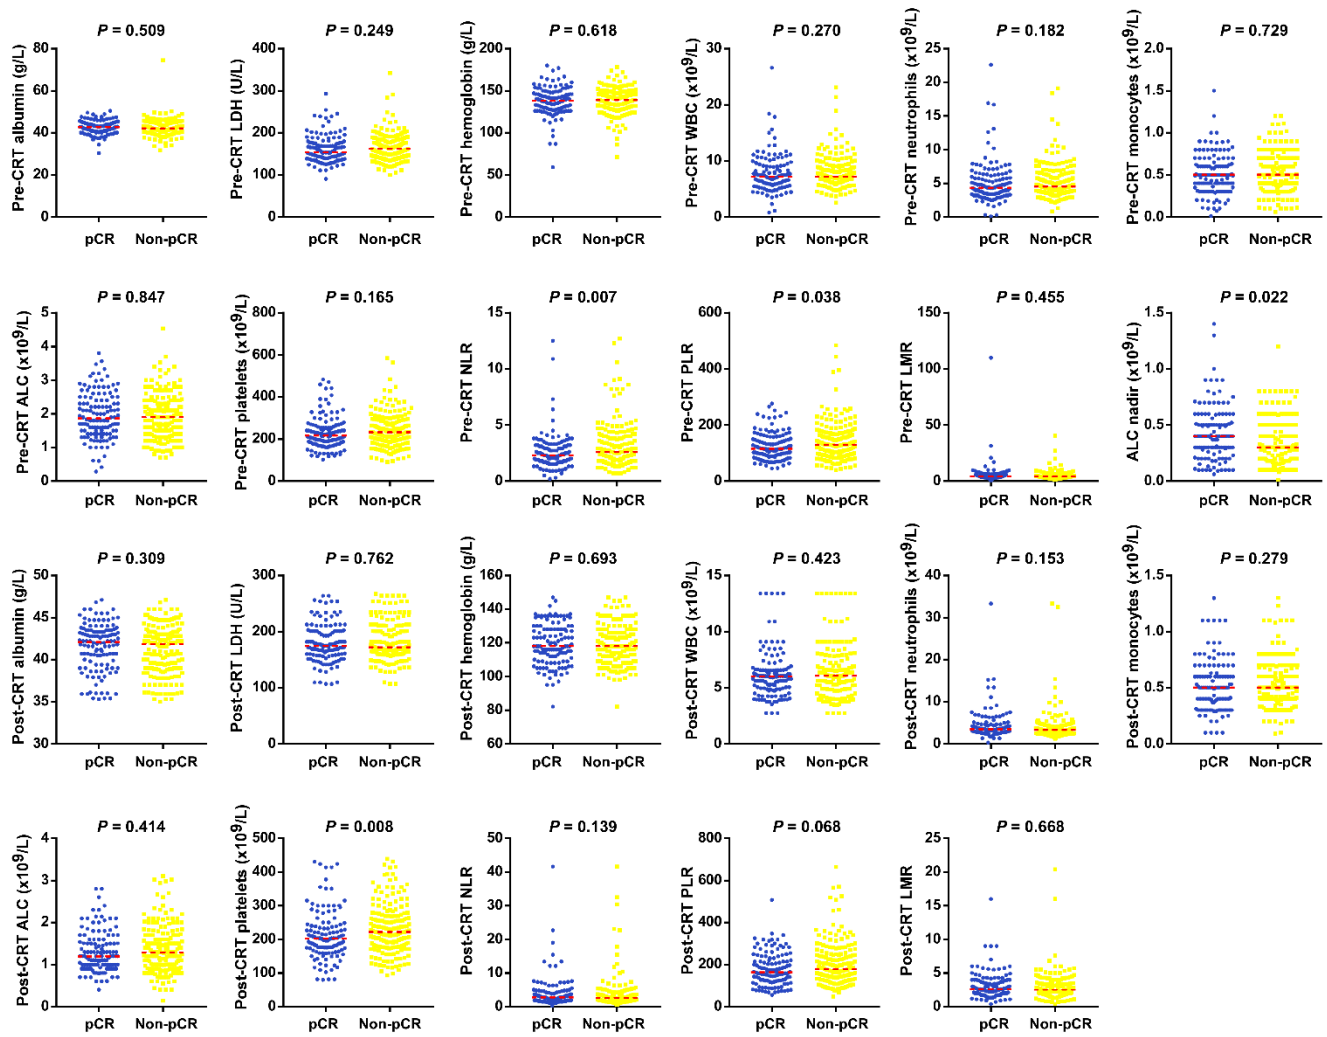 P = 0.509
Pre-CRT albumin (g/L)
80
60
40
20
0
pCR Non-pCR
P = 0.249
Pre-CRT LDH (U/L)
400
300
200
100
0
pCR Non-pCR
P = 0.618
Pre-CRT hemoglobin (g/L)
200
150
100
50
0
pCR Non-pCR
P = 0.270
Pre-CRT WBC (x10⁹/L)
30
20
10
0
pCR Non-pCR
P = 0.182
Pre-CRT neutrophils (x10⁹/L)
25
20
15
10
5
0
pCR Non-pCR
P = 0.729
Pre-CRT monocytes (x10⁹/L)
2.0
1.5
1.0
0.5
0.0
pCR Non-pCR
P = 0.847
Pre-CRT ALC (x10⁹/L)
5
4
3
2
1
0
pCR Non-pCR
P = 0.165
Pre-CRT platelets (x10⁹/L)
800
600
400
200
0
pCR Non-pCR
P = 0.007
Pre-CRT NLR
15
10
5
0
pCR Non-pCR
P = 0.038
Pre-CRT PLR
600
400
200
0
pCR Non-pCR
P = 0.455
Pre-CRT LMR
150
100
50
0
pCR Non-pCR
P = 0.022
ALC nadir (x10⁹/L)
1.5
1.0
0.5
0.0
pCR Non-pCR
P = 0.309
Post-CRT albumin (g/L)
50
45
40
35
30
pCR Non-pCR
P = 0.762
Post-CRT LDH (U/L)
300
200
100
0
pCR Non-pCR
P = 0.693
Post-CRT hemoglobin (g/L)
160
140
120
100
80
60
pCR Non-pCR
P = 0.423
Post-CRT WBC (x10⁹/L)
15
10
5
0
pCR Non-pCR
P = 0.153
Post-CRT neutrophils (x10⁹/L)
40
30
20
10
0
pCR Non-pCR
P = 0.279
Post-CRT monocytes (x10⁹/L)
1.5
1.0
0.5
0.0
pCR Non-pCR
P = 0.414
Post-CRT ALC (x10⁹/L)
4
3
2
1
0
pCR Non-pCR
P = 0.008
Post-CRT platelets (x10⁹/L)
500
400
300
200
100
0
pCR Non-pCR
P = 0.139
Post-CRT NLR
50
40
30
20
10
0
pCR Non-pCR
P = 0.068
Post-CRT PLR
800
600
400
200
0
pCR Non-pCR
P = 0.668
Post-CRT LMR
25
20
15
10
5
0
pCR Non-pCR